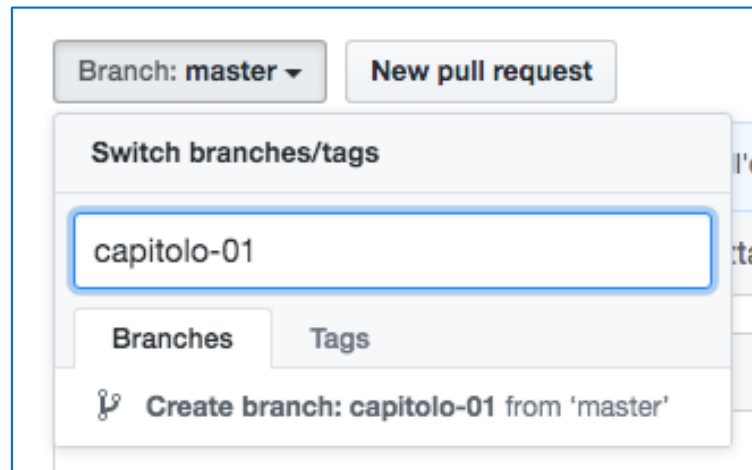 Branch: master New pull request
Switch branches/tags
capitolo-01
Branches Tags
Create branch: capitolo-01 from ‘master’